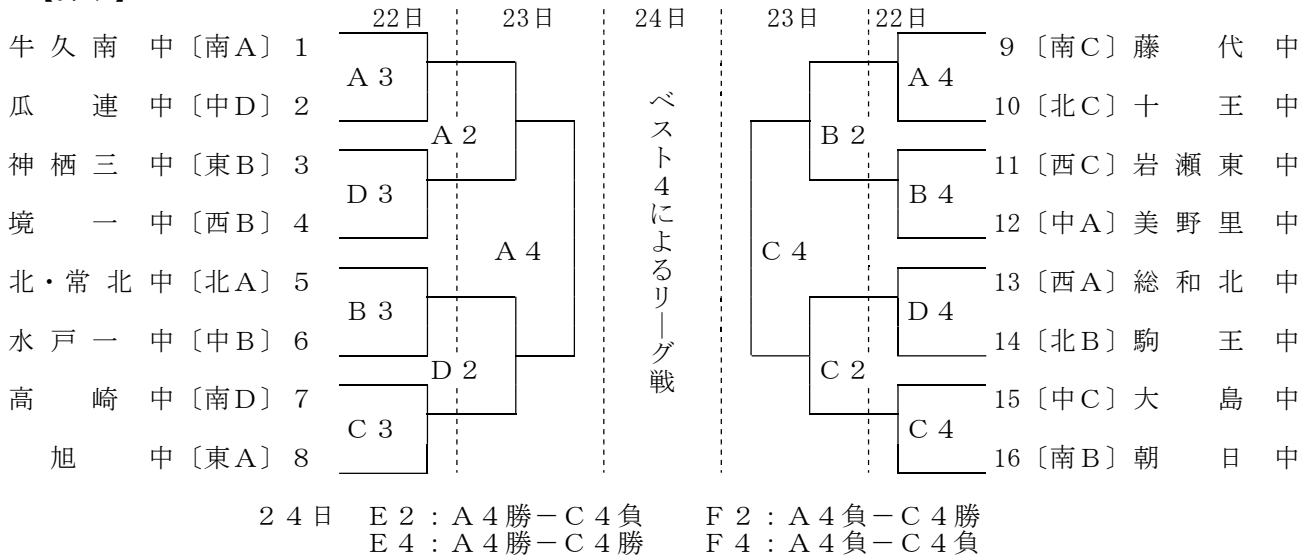 22日 23日 24日 23日 22日
牛久南中〔南A〕1
瓜連中〔中D〕2
神栖三中〔東B〕3
境一中〔西B〕4
北・常北中〔北A〕5
水戸一中〔中B〕6
高崎中〔南D〕7
旭中〔東A〕8
A3
D3
B3
C3
A2
D2
A4
ベスト4によるリーグ戦
C4
B2
C2
A4
B4
D4
C4
9〔南C〕藤代中
10〔北C〕十王中
11〔西C〕岩瀬東中
12〔中A〕美野里中
13〔西A〕総和北中
14〔北B〕駒王中
15〔中C〕大島中
16〔南B〕朝日中
24日 E2:A4勝-C4負 F2:A4負-C4勝
E4:A4勝-C4勝 F4:A4負-C4負